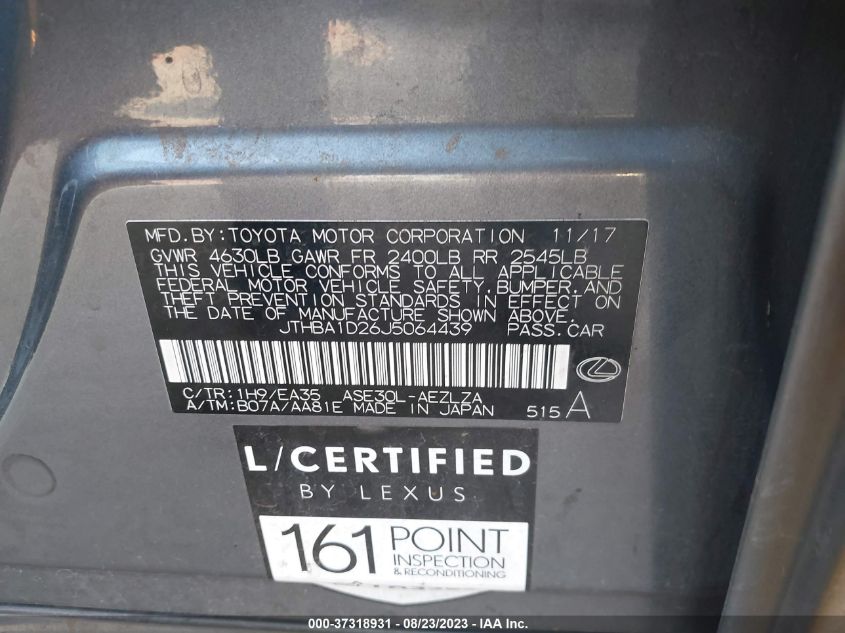 MFD. BY: TOYOTA MOTOR CORPORATION 11/17
GVWR 4630LB GAWR FR 2400LB RR 2545LB
THIS VEHICLE CONFORMS TO ALL APPLICABLE
FEDERAL MOTOR VEHICLE SAFETY, BUMPER, AND
THEFT PREVENTION STANDARDS IN EFFECT ON
THE DATE OF MANUFACTURE SHOWN ABOVE.
JTHBA1D26J5064439 PASS.CAR
C/TR: 1H9/EA35 ASE30L-AEZLZA
A/TM: B07A/AA81E MADE IN JAPAN 515 A
L/CERTIFIED
BY LEXUS
161 POINT
INSPECTION
& RECONDITIONING
000-37318931 - 08/23/2023 - IAA Inc.